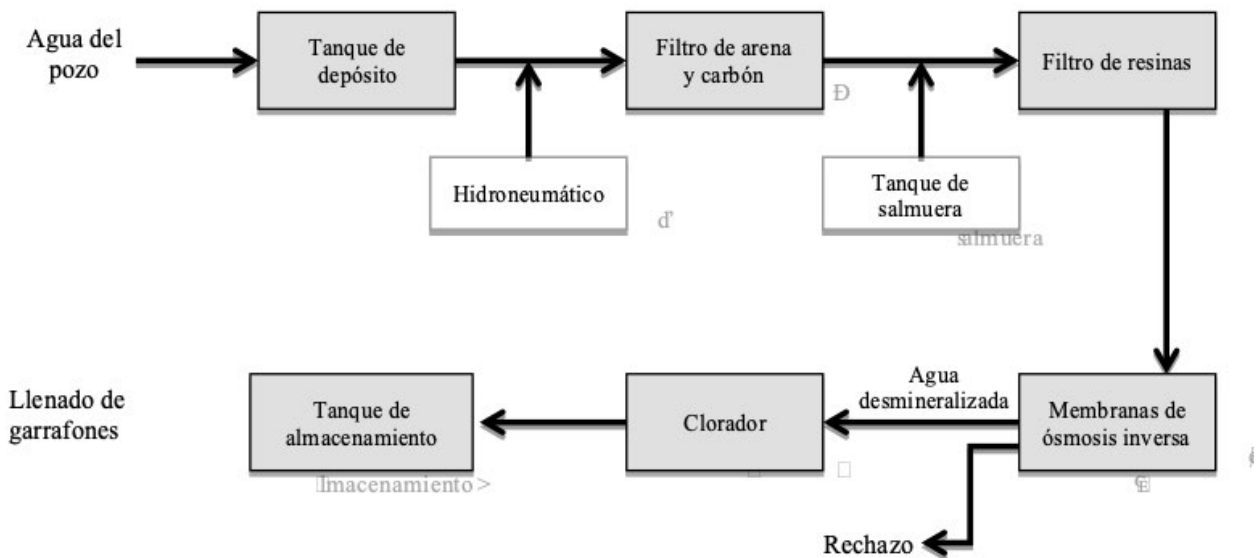 Agua del
pozo
Tanque de
depósito
Filtro de arena
y carbón
Filtro de resinas
Hidroneumático
Tanque de
salmuera
salmuera
Llenado de
garrafones
Tanque de
almacenamiento
Clorador
Agua
desmineralizada
Membranas de
ósmosis inversa
lmacenamiento >
Rechazo